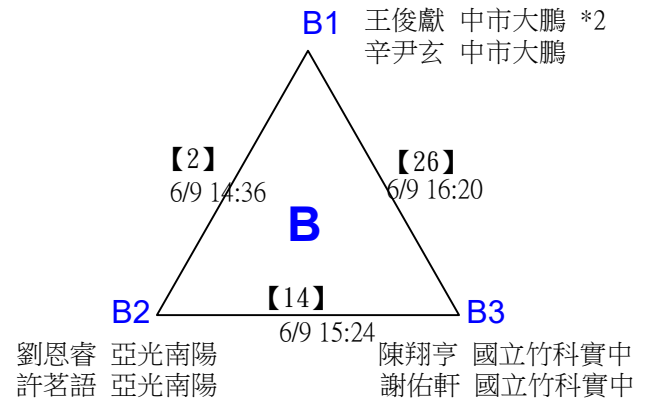 B1
王俊獻 中市大鵬 *2
辛尹玄 中市大鵬
【2】
6/9 14:36
【26】
6/9 16:20
B
B2
【14】
6/9 15:24
B3
劉恩睿 亞光南陽
許茗語 亞光南陽
陳翔亨 國立竹科實中
謝佑軒 國立竹科實中